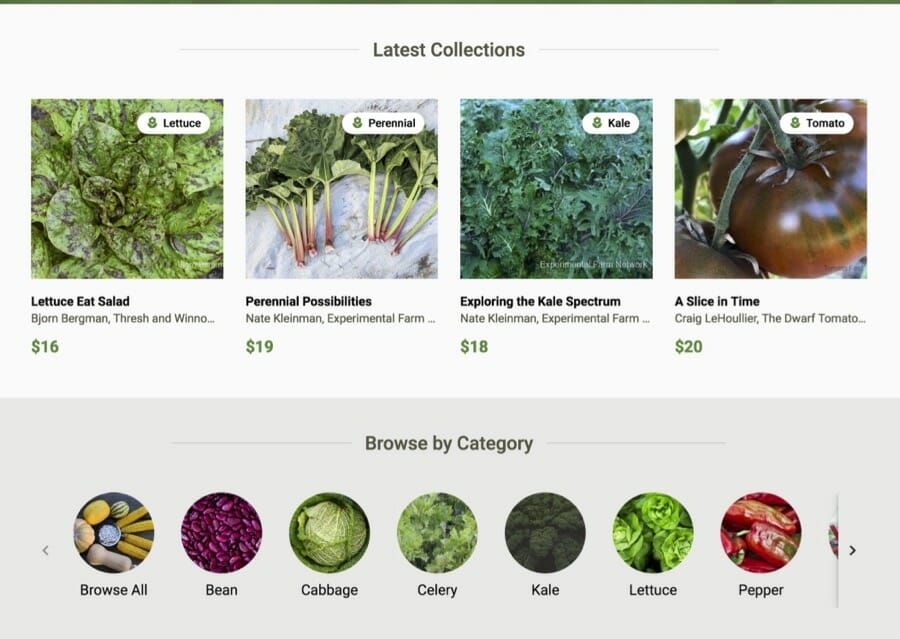 Latest Collections
Lettuce
Perennial
Kale
Tomato
Experimental Farm Network
Lettuce Eat Salad
Bjorn Bergman, Thresh and Winno...
$16
Perennial Possibilities
Nate Kleinman, Experimental Farm ...
$19
Exploring the Kale Spectrum
Nate Kleinman, Experimental Farm ...
$18
A Slice in Time
Craig LeHoullier, The Dwarf Tomato...
$20
Browse by Category
Browse All
Bean
Cabbage
Celery
Kale
Lettuce
Pepper